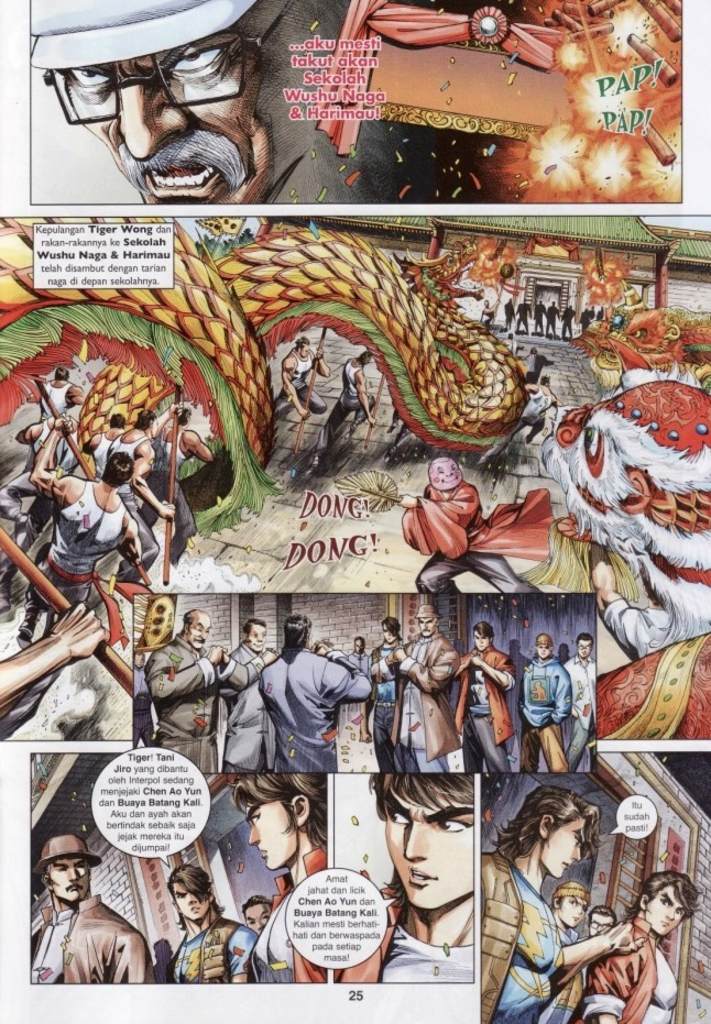 ...aku mesti
takut akan
Sekolah
Wushu Naga
& Harimau!
PAP!
PAP!
Kepulangan Tiger Wong dan
rakan-rakannya ke Sekolah
Wushu Naga & Harimau
telah disambut dengan tarian
naga di depan sekolahnya.
DONG!
DONG!
Tiger! Tani
Jiro yang dibantu
Interpol sedang
menjejaki Chen Ao Yun
dan Buaya Batang Kali.
Aku dan ayah akan
bertindak sebaik saja
jejak mereka itu
dijumpai!
Amat
jahat dan licik
Chen Ao Yun
dan Buaya
Batang Kali.
Kalian mesti berhati-
hati dan berwaspada
pada setiap
masa!
Itu
sudah
pasti!
25